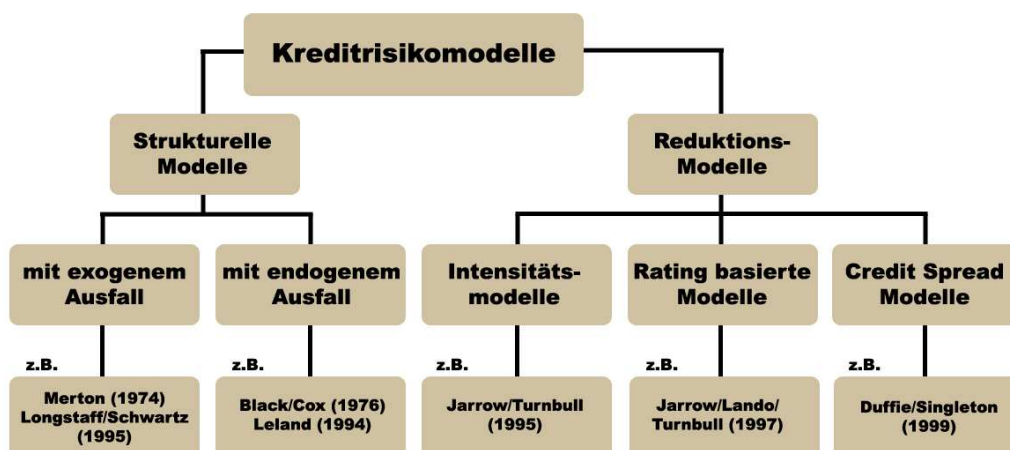 Kreditrisikomodelle
Strukturelle
Modelle
Reduktions-
Modelle
mit exogenem
Ausfall
mit endogenem
Ausfall
Intensitäts-
modelle
Rating basierte
Modelle
Credit Spread
Modelle
z.B.
z.B.
z.B.
z.B.
z.B.
Merton (1974)
Longstaff/Schwartz
(1995)
Black/Cox (1976)
Leland (1994)
Jarrow/Turnbull
(1995)
Jarrow/Lando/
Turnbull (1997)
Duffie/Singleton
(1999)